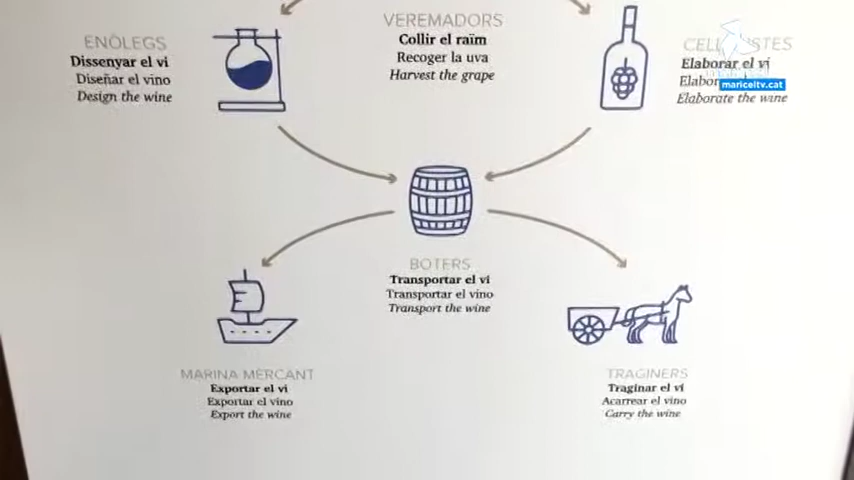 ENÒLEGS
Dissenyar el vi
Diseñar el vino
Design the wine
VEREMADORS
Collir el raïm
Recoger la uva
Harvest the grape
Elaborar el vi
Elaborate the wine
mariceltv.cat
BOTERS
Transportar el vi
Transportar el vino
Transport the wine
MARINA MERCANT
Exportar el vi
Exportar el vino
Export the wine
TRAGINERS
Traginar el vi
Acarrear el vino
Carry the wine